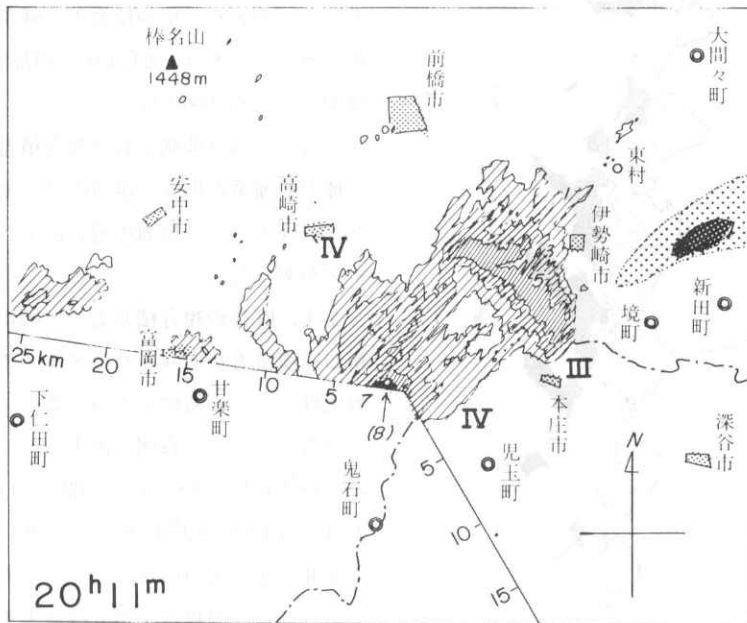 榛名山
1448m
前橋市
大間々町
東村
安中市
高崎市
IV
伊勢崎市
3
5
新田町
境町
富岡市
25km
20
15
10
5
7
(8)
III
本庄市
IV
甘楽町
下仁田町
鬼石町
児玉町
深谷市
N
5
10
15
20h11m